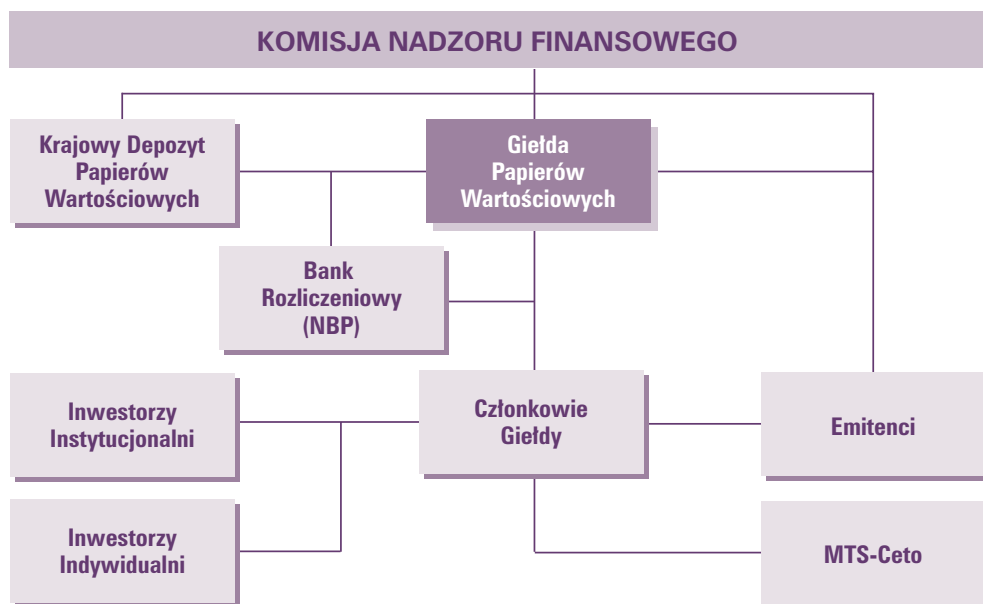 KOMISJA NADZORU FINANSOWEGO
Krajowy Depozyt
Papierów
Wartościowych
Giełda
Papierów
Wartościowych
Bank
Rozliczeniowy
(NBP)
Inwestorzy
Instytucjonalni
Członkowie
Giełdy
Emitenci
Inwestorzy
Indywidualni
MTS-Ceto